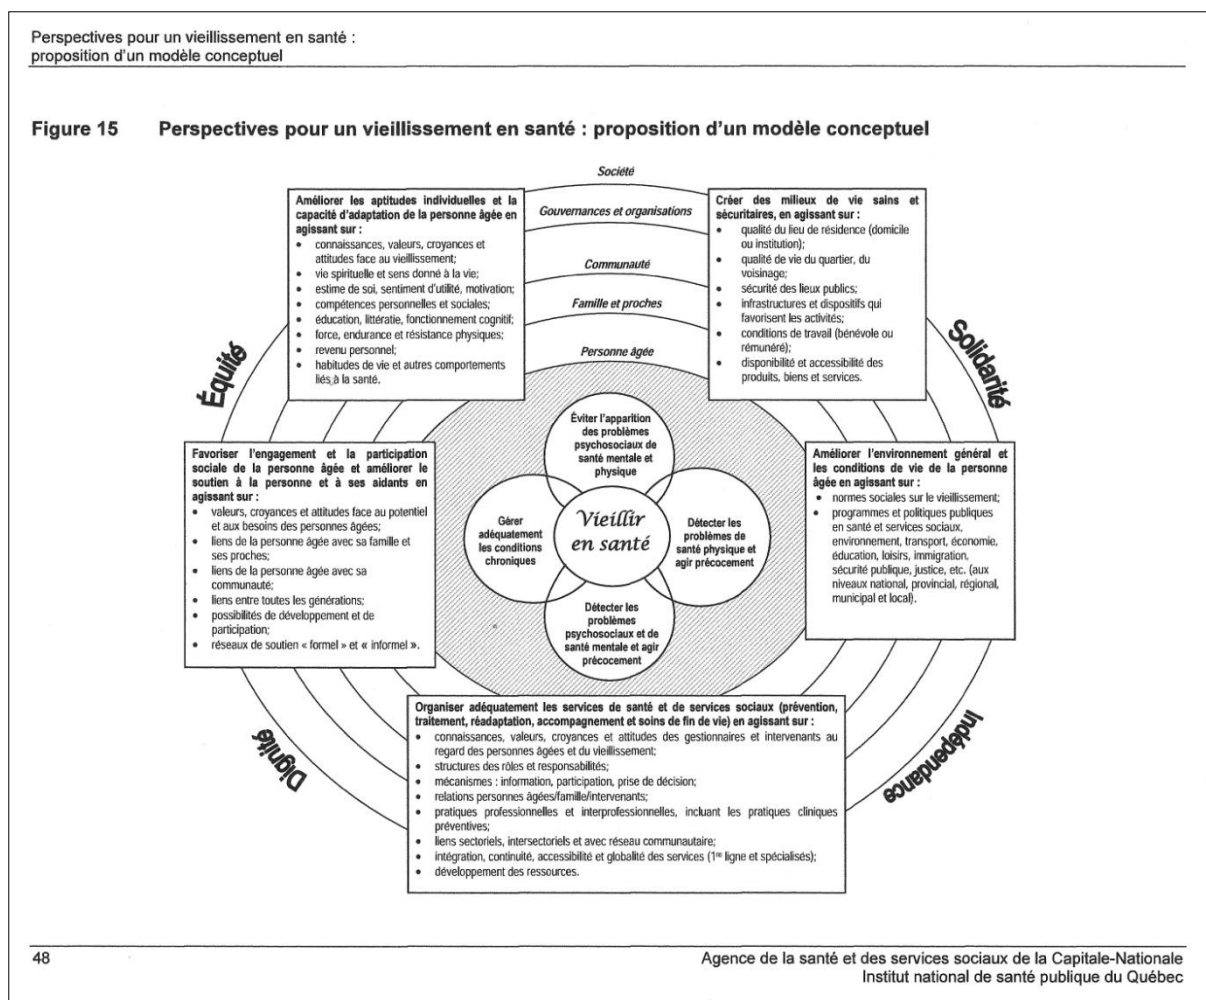 Perspectives pour un vieillissement en santé :
proposition d'un modèle conceptuel
Figure 15 Perspectives pour un vieillissement en santé : proposition d'un modèle conceptuel
Société
Gouvernances et organisations
Communauté
Famille et proches
Personne âgée
Améliorer les aptitudes individuelles et la
capacité d'adaptation de la personne âgée en
agissant sur :
• connaissances, valeurs, croyances et
attitudes face au vieillissement;
• vie spirituelle et sens donné à la vie;
• estime de soi, sentiment d'utilité, motivation;
• compétences personnelles et sociales;
• éducation, littératie, fonctionnement cognitif;
• force, endurance et résistance physiques;
• revenu personnel;
• habitudes de vie et autres comportements
liés à la santé.
Créer des milieux de vie sains et
sécuritaires, en agissant sur :
• qualité du lieu de résidence (domicile
ou institution);
• qualité de vie du quartier, du
voisinage;
• sécurité des lieux publics;
• infrastructures et dispositifs qui
favorisent les activités;
• conditions de travail (bénévole ou
rémunéré);
• disponibilité et accessibilité des
produits, biens et services.
Équité
Solidarité
Favoriser l'engagement et la participation
sociale de la personne âgée et améliorer le
soutien à la personne et à ses aidants en
agissant sur :
• valeurs, croyances et attitudes face au potentiel
et aux besoins des personnes âgées;
• liens de la personne âgée avec sa famille et
ses proches;
• liens de la personne âgée avec sa
communauté;
• liens entre toutes les générations;
• possibilités de développement et de
participation;
• réseaux de soutien « formel » et « informel ».
Éviter l'apparition
des problèmes
psychosociaux de
santé mentale et
physique
Gérer
adéquatement
les conditions
chroniques
Vieillir
en santé
Détecter les
problèmes de
santé physique et
agir précocement
Détecter les
problèmes
psychosociaux et de
santé mentale et agir
précocement
Améliorer l'environnement général et
les conditions de vie de la personne
âgée en agissant sur :
• normes sociales sur le vieillissement;
• programmes et politiques publiques
en santé et services sociaux,
environnement, transport, économie,
éducation, loisirs, immigration,
sécurité publique, justice, etc. (aux
niveaux national, provincial, régional,
municipal et local).
Dignité
Indépendance
Organiser adéquatement les services de santé et de services sociaux (prévention,
traitement, réadaptation, accompagnement et soins de fin de vie) en agissant sur :
• connaissances, valeurs, croyances et attitudes des gestionnaires et intervenants au
regard des personnes âgées et du vieillissement;
• structures des rôles et responsabilités;
• mécanismes : information, participation, prise de décision;
• relations personnes âgées/famille/intervenants;
• pratiques professionnelles et interprofessionnelles, incluant les pratiques cliniques
préventives;
• liens sectoriels, intersectoriels et avec réseau communautaire;
• intégration, continuité, accessibilité et globalité des services (1re ligne et spécialisés);
• développement des ressources.
48
Agence de la santé et des services sociaux de la Capitale-Nationale
Institut national de santé publique du Québec